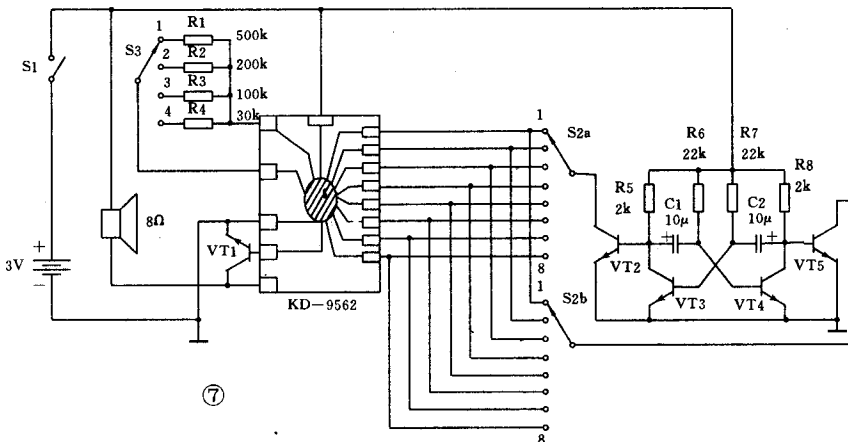 1 R1 500k
S3 2 R2 200k
3 R3 100k
4 R4 30k
S1
8Ω
3V
+
−
VT1
KD−9562
1
S2a
8
1
S2b
8
R6 R7
22k 22k
R5 R8
2k 2k
C1 C2
10μ 10μ
+ +
VT2 VT5
VT3 VT4
⑦